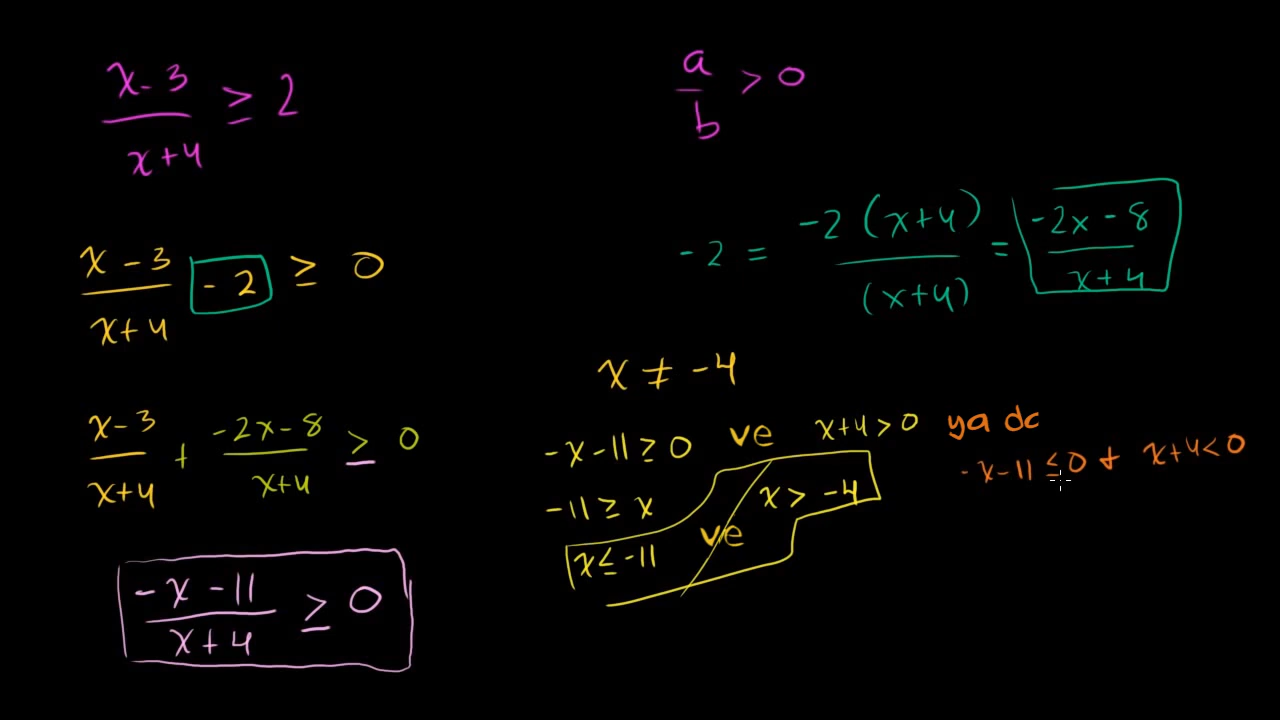 x-3
x+4
≥ 2
a
b
> 0
-2 =
-2 (x+4)
(x+4)
=
-2x - 8
x+4
x - 3
x+4
- 2
≥ 0
x ≠ -4
x-3
x+4
+
-2x-8
x+4
≥ 0
-x-11 ≥ 0 ve x+4 > 0 ya da
-x-11 ≤ 0 + x+4 < 0
-11 ≥ x
x > -4
x ≤ -11 ve
-x -11
x+4
≥ 0